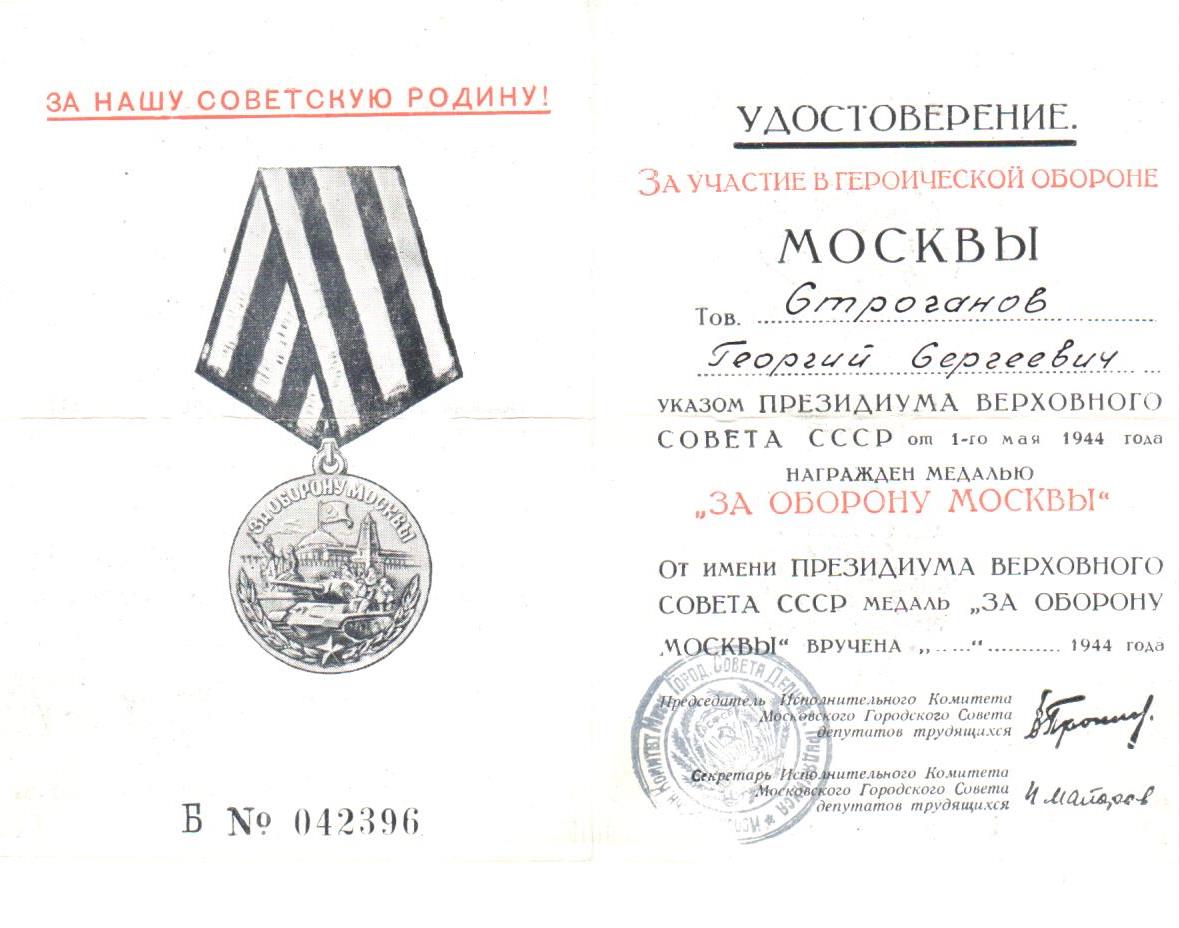 ЗА НАШУ СОВЕТСКУЮ РОДИНУ!
ЗА ОБОРОНУ МОСКВЫ
Б № 042396
УДОСТОВЕРЕНИЕ.
ЗА УЧАСТИЕ В ГЕРОИЧЕСКОЙ ОБОРОНЕ
МОСКВЫ
Тов. Строганов
Георгий Сергеевич
УКАЗОМ ПРЕЗИДИУМА ВЕРХОВНОГО
СОВЕТА СССР от 1-го мая 1944 года
НАГРАЖДЕН МЕДАЛЬЮ
„ЗА ОБОРОНУ МОСКВЫ“
ОТ ИМЕНИ ПРЕЗИДИУМА ВЕРХОВНОГО
СОВЕТА СССР МЕДАЛЬ „ЗА ОБОРОНУ
МОСКВЫ“ ВРУЧЕНА „......“ ............ 1944 года
Председатель Исполнительного Комитета
Московского Городского Совета
депутатов трудящихся
В Пронин.
Секретарь Исполнительного Комитета
Московского Городского Совета
депутатов трудящихся
И Майоров